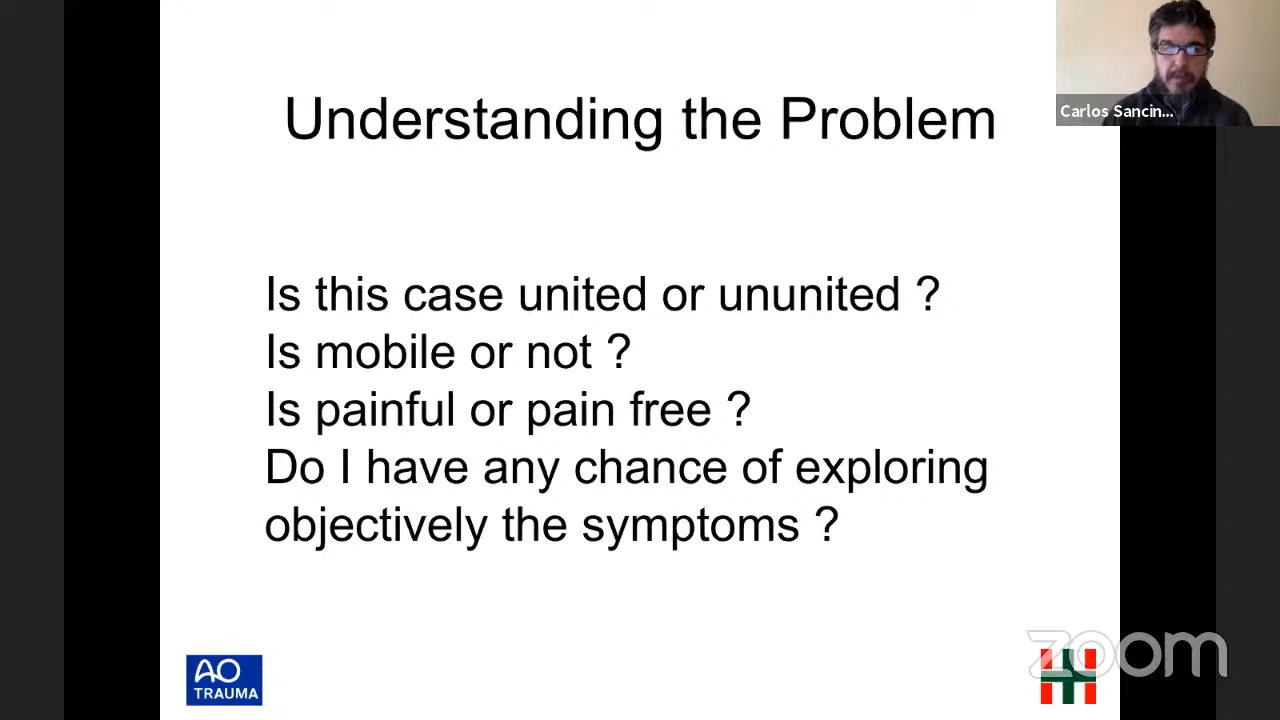 Understanding the Problem
Carlos Sancin...
Is this case united or ununited ?
Is mobile or not ?
Is painful or pain free ?
Do I have any chance of exploring
objectively the symptoms ?
AO
TRAUMA
zoom